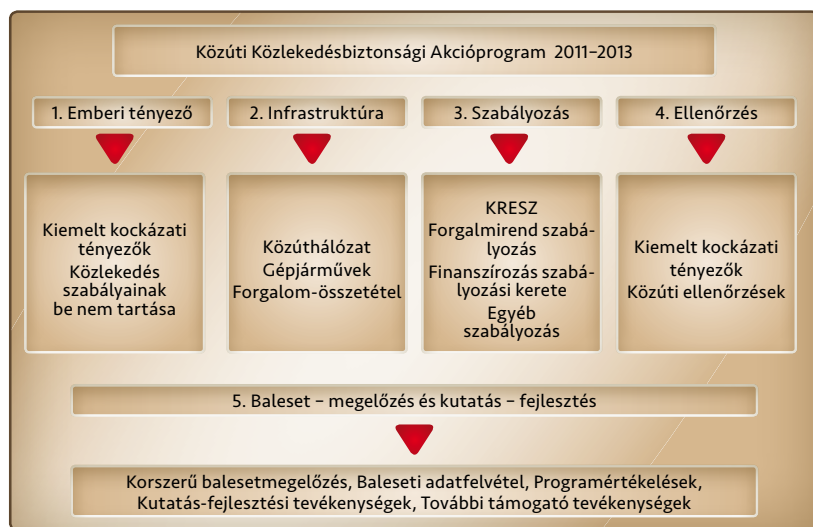 Közúti Közlekedésbiztonsági Akcióprogram 2011–2013
1. Emberi tényező
2. Infrastruktúra
3. Szabályozás
4. Ellenőrzés
Kiemelt kockázati
tényezők
Közlekedés
szabályainak
be nem tartása
Közúthálózat
Gépjárművek
Forgalom-összetétel
KRESZ
Forgalmirend szabá-
lyozás
Finanszírozás szabá-
lyozási kerete
Egyéb
szabályozás
Kiemelt kockázati
tényezők
Közúti ellenőrzések
5. Baleset – megelőzés és kutatás – fejlesztés
Korszerű balesetmegelőzés, Baleseti adatfelvétel, Programértékelések,
Kutatás-fejlesztési tevékenységek, További támogató tevékenységek